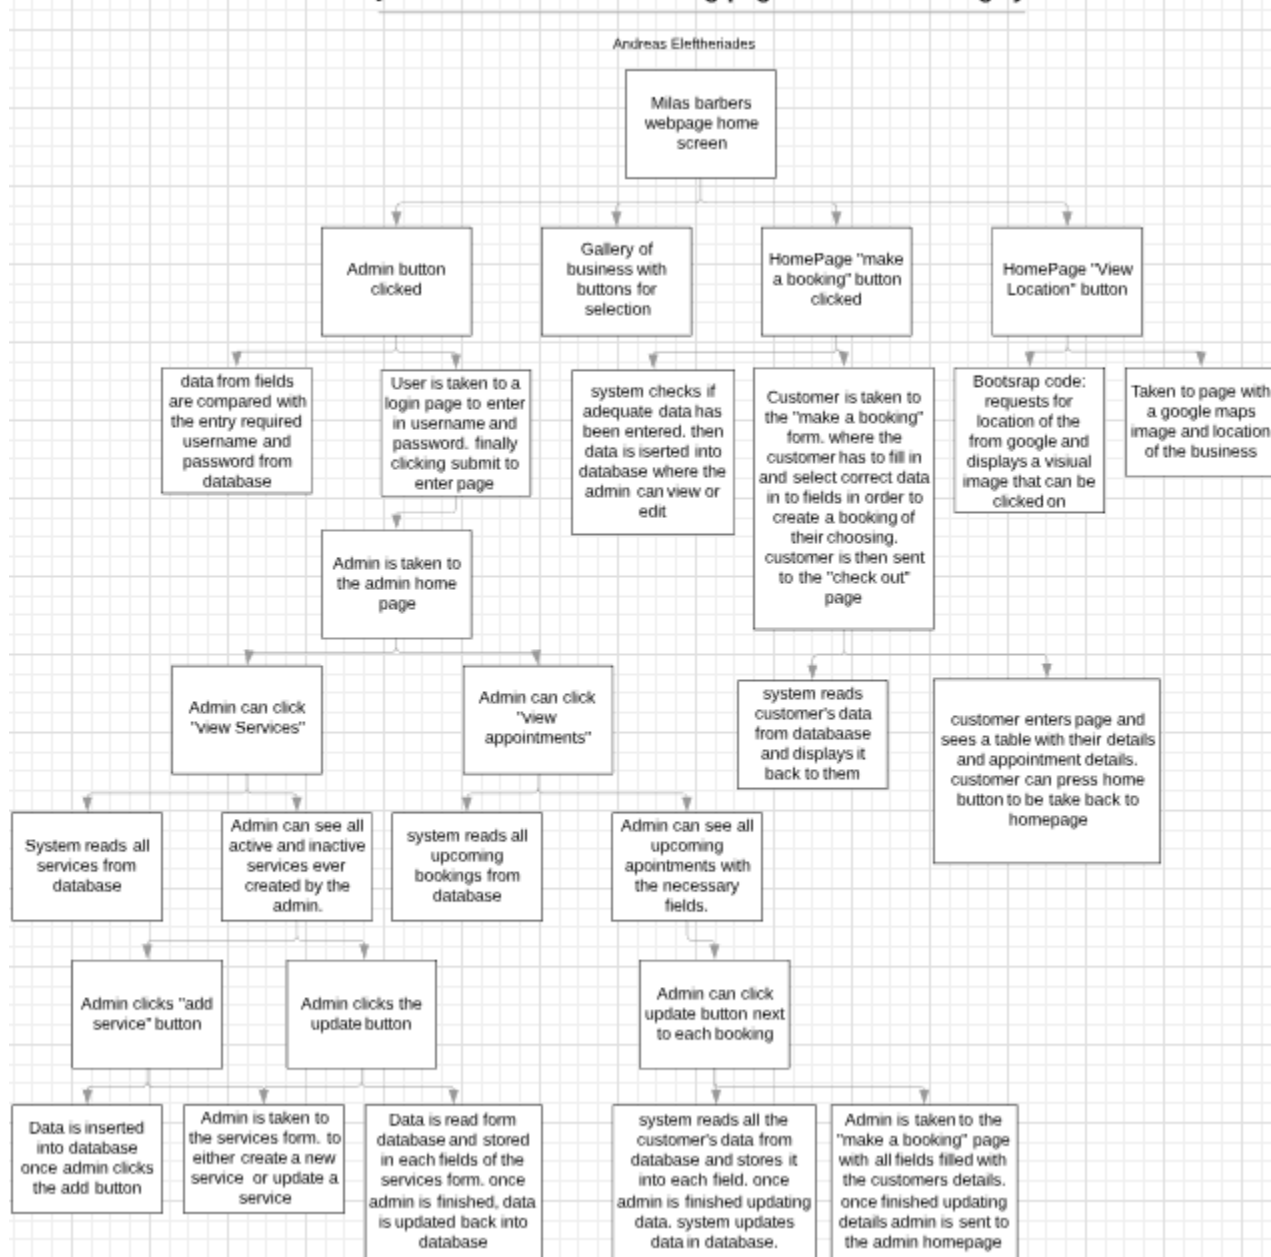 Andreas Eleftheriades
Milas barbers
webpage home
screen
Admin button
clicked
Gallery of
business with
buttons for
selection
HomePage "make
a booking" button
clicked
HomePage "View
Location" button
data from fields
are compared with
the entry required
username and
password from
database
User is taken to a
login page to enter
in username and
password. finally
clicking submit to
enter page
system checks if
adequate data has
been entered. then
data is iserted into
database where the
admin can view or
edit
Customer is taken to
the "make a booking"
form. where the
customer has to fill in
and select correct data
in to fields in order to
create a booking of
their choosing.
customer is then sent
to the "check out"
page
Bootsrap code:
requests for
location of the
from google and
displays a visiual
image that can be
clicked on
Taken to page with
a google maps
image and location
of the business
Admin is taken to
the admin home
page
Admin can click
"view Services"
Admin can click
"view
appointments"
system reads
customer's data
from databaase
and displays it
back to them
customer enters page and
sees a table with their details
and appointment details.
customer can press home
button to be take back to
homepage
System reads all
services from
database
Admin can see all
active and inactive
services ever
created by the
admin.
system reads all
upcoming
bookings from
database
Admin can see all
upcoming
apointments with
the necessary
fields.
Admin clicks "add
service" button
Admin clicks the
update button
Admin can click
update button next
to each booking
Data is inserted
into database
once admin clicks
the add button
Admin is taken to
the services form. to
either create a new
service or update a
service
Data is read form
database and stored
in each fields of the
services form. once
admin is finished, data
is updated back into
database
system reads all the
customer's data from
database and stores it
into each field. once
admin is finished updating
data. system updates
data in database.
Admin is taken to the
"make a booking" page
with all fields filled with
the customers details.
once finished updating
details admin is sent to
the admin homepage